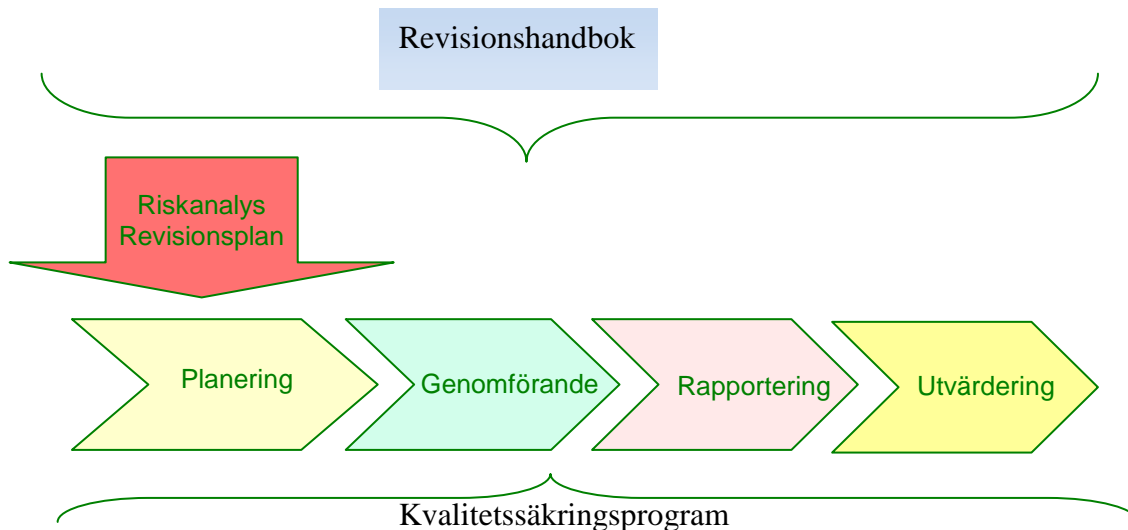 Revisionshandbok
Riskanalys
Revisionsplan
Planering
Genomförande
Rapportering
Utvärdering
Kvalitetssäkringsprogram